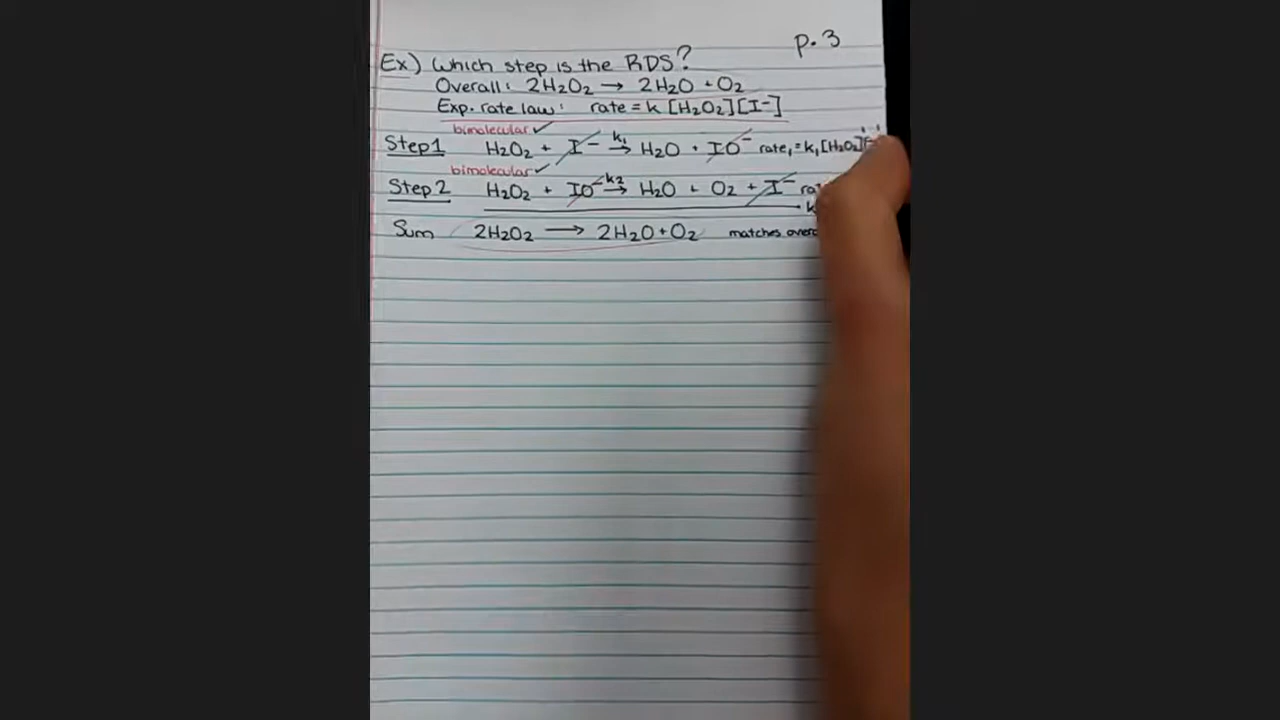 p.3
Ex) Which step is the RDS?
Overall: 2H₂O₂ → 2H₂O + O₂
Exp. rate law: rate = k [H₂O₂][I⁻]
bimolecular ✓
Step 1 H₂O₂ + I⁻ k₁→ H₂O + IO⁻ rate₁ = k₁[H₂O₂]
bimolecular ✓
Step 2 H₂O₂ + IO⁻ k₂→ H₂O + O₂ + I⁻
Sum 2H₂O₂ → 2H₂O + O₂ matches